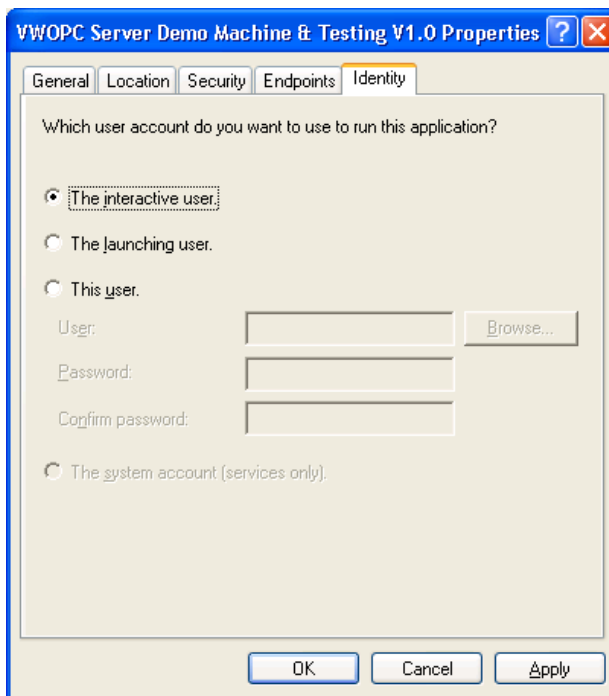 VWOPC Server Demo Machine & Testing V1.0 Properties ?
General Location Security Endpoints Identity
Which user account do you want to use to run this application?
The interactive user.
The launching user.
This user.
User: Browse...
Password:
Confirm password:
The system account (services only).
OK Cancel Apply